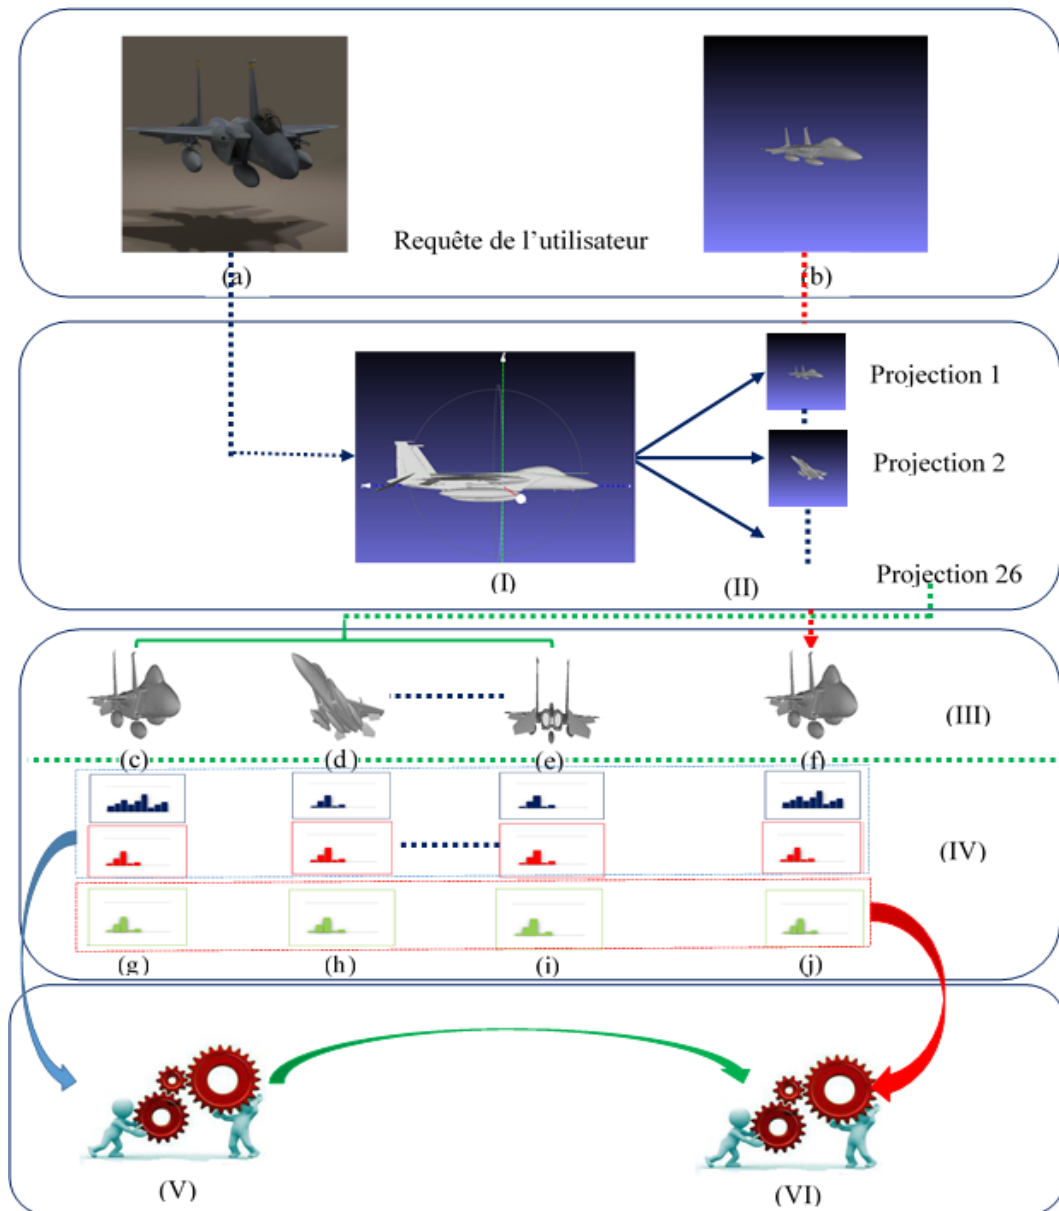 Requête de l’utilisateur
(a)
(b)
Projection 1
Projection 2
(I)
(II)
Projection 26
(III)
(c)
(d)
(e)
(f)
(IV)
(g)
(h)
(i)
(j)
(V)
(VI)